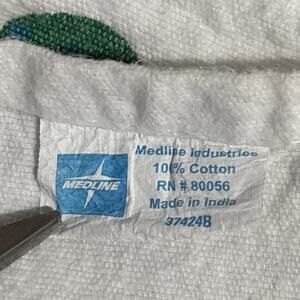 MEDLINE
Medline Industries
100% Cotton
RN # 80056
Made in India
37424B